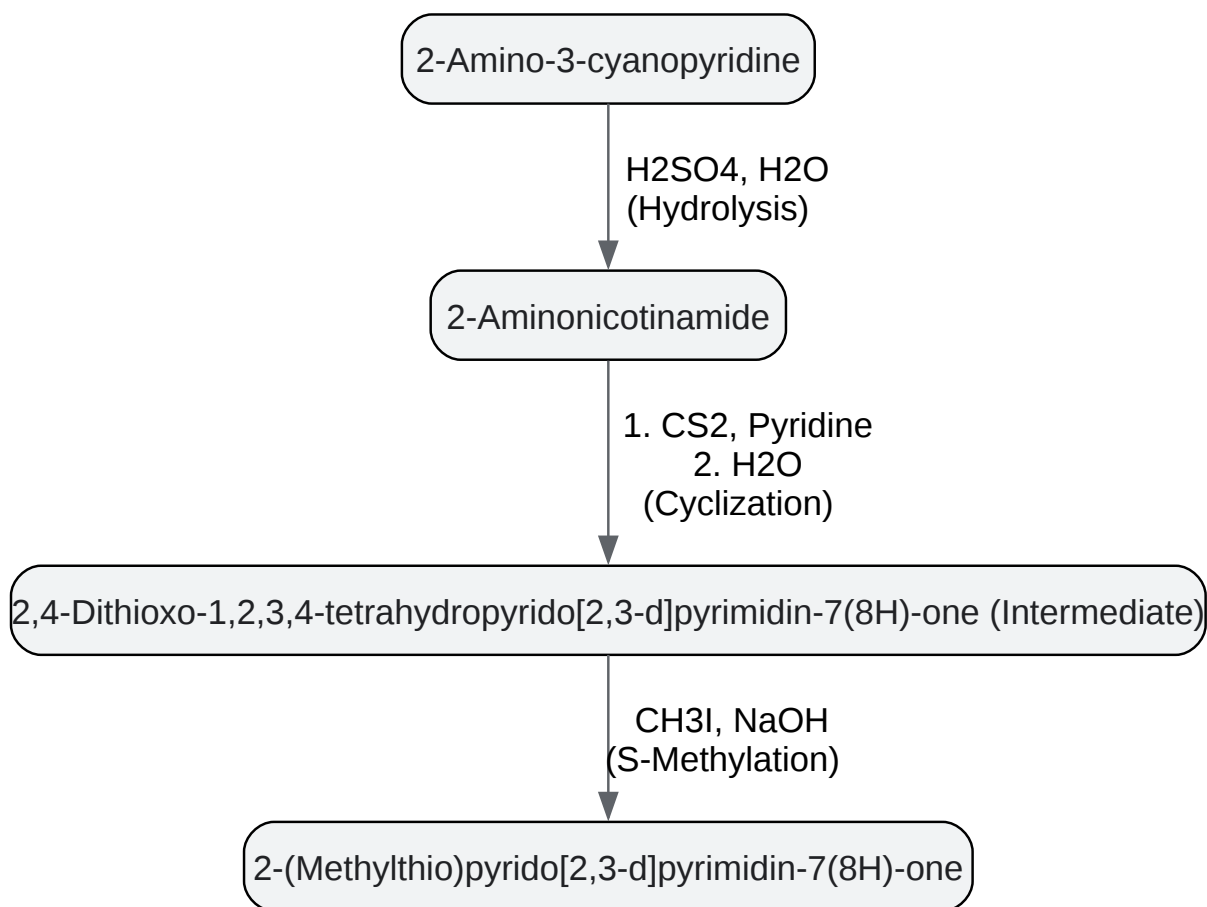 2-Amino-3-cyanopyridine
H2SO4, H2O
(Hydrolysis)
2-Aminonicotinamide
1. CS2, Pyridine
2. H2O
(Cyclization)
2,4-Dithioxo-1,2,3,4-tetrahydropyrido[2,3-d]pyrimidin-7(8H)-one (Intermediate)
CH3I, NaOH
(S-Methylation)
2-(Methylthio)pyrido[2,3-d]pyrimidin-7(8H)-one